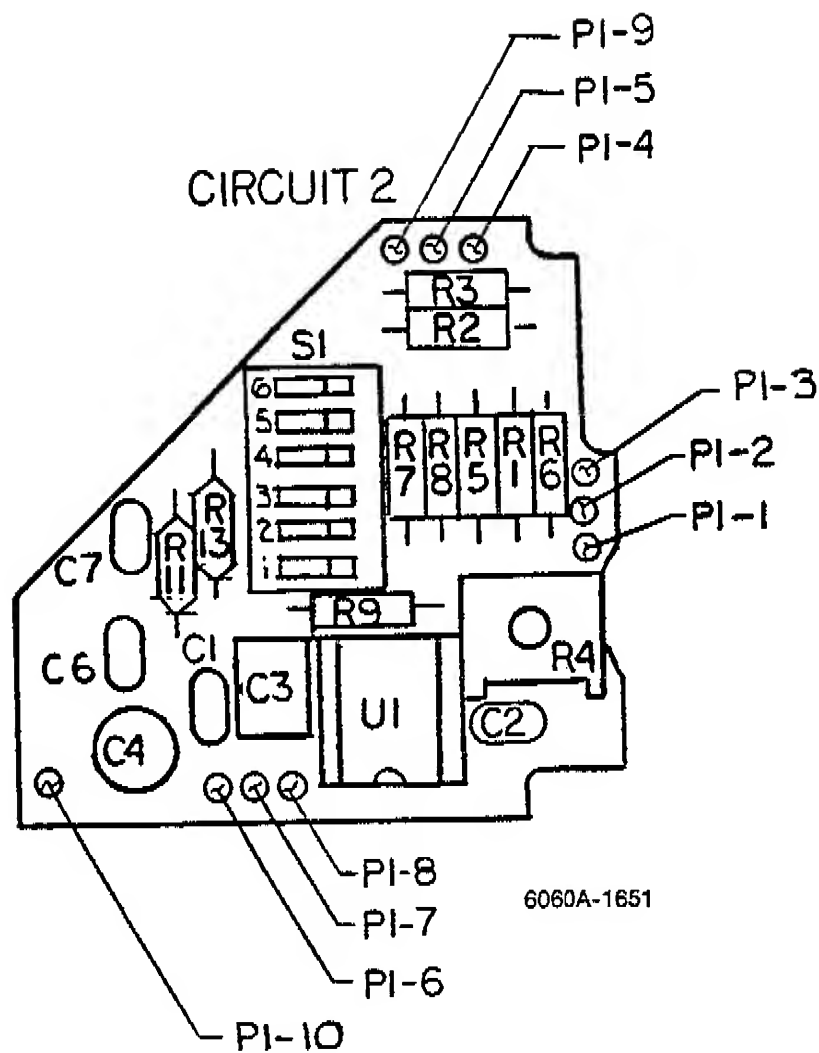 P1-9
P1-5
P1-4
CIRCUIT 2
R3
R2
S1
6
5
4
3
2
1
R7
R8
R5
R1
R6
P1-3
P1-2
P1-1
C7
R11
R13
R9
R4
C6
C1
C3
U1
C2
C4
P1-8
6060A-1651
P1-7
P1-6
P1-10